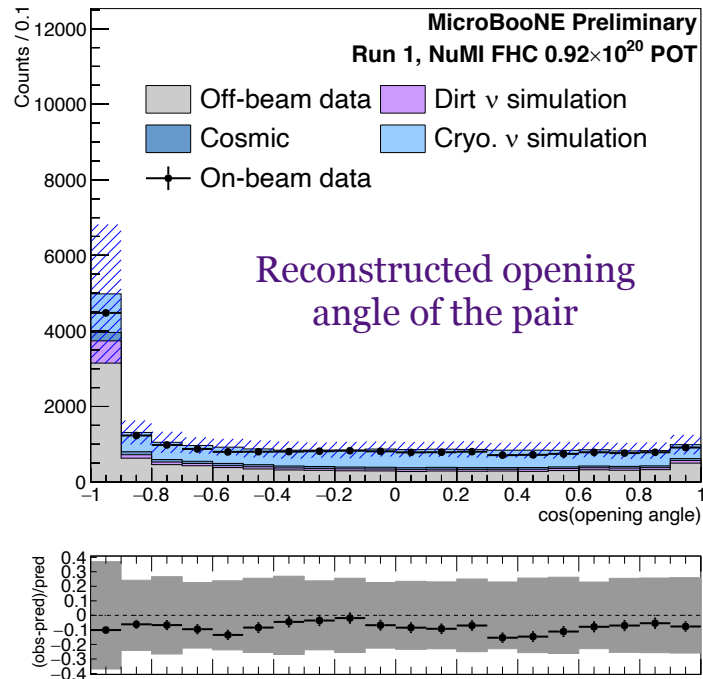 MicroBooNE Preliminary
Run 1, NuMI FHC 0.92×10²⁰ POT
Counts / 0.1
12000
10000
8000
6000
4000
2000
0
Off-beam data
Dirt ν simulation
Cosmic
Cryo. ν simulation
On-beam data
Reconstructed opening
angle of the pair
−1 −0.8 −0.6 −0.4 −0.2 0 0.2 0.4 0.6 0.8 1
cos(opening angle)
(obs-pred)/pred
0.4
0.3
0.2
0.1
0
−0.1
−0.2
−0.3
−0.4